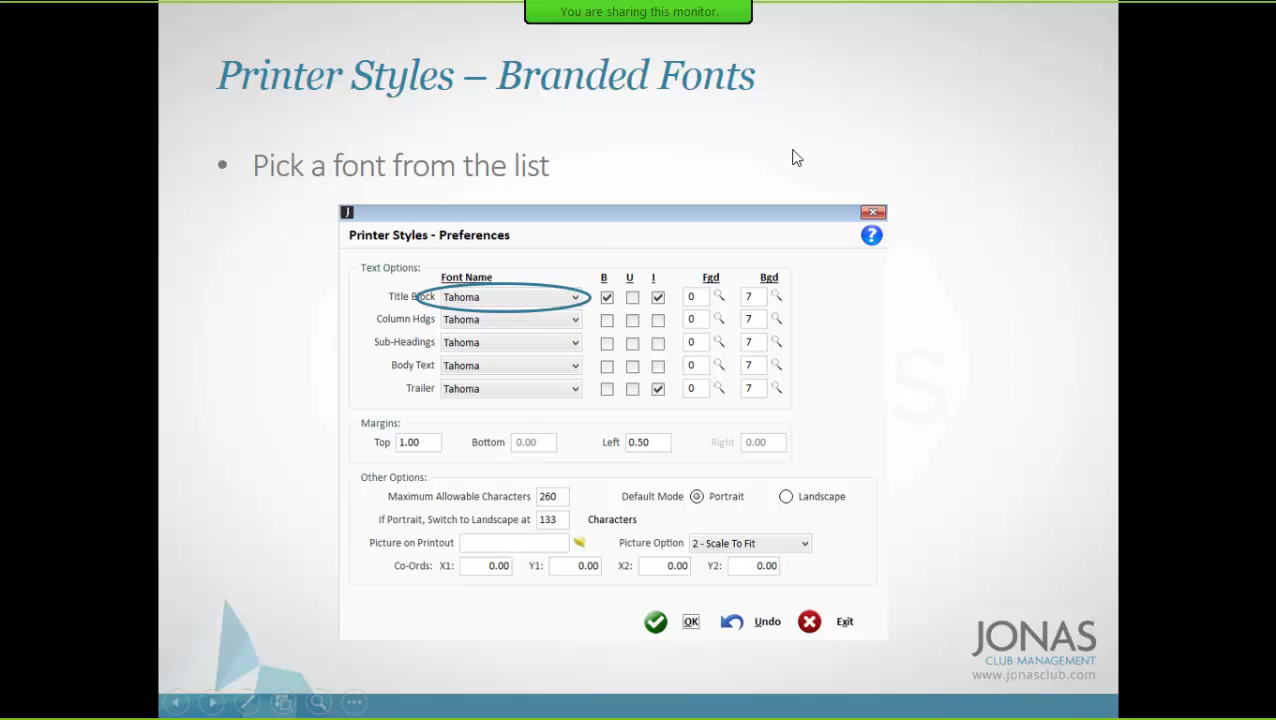 You are sharing this monitor.
Printer Styles – Branded Fonts
• Pick a font from the list
J
Printer Styles - Preferences
?
Text Options:
Font Name B U I Fgd Bgd
Title Block Tahoma 0 7
Column Hdgs Tahoma 0 7
Sub-Headings Tahoma 0 7
Body Text Tahoma 0 7
Trailer Tahoma 0 7
Margins:
Top 1.00 Bottom 0.00 Left 0.50 Right 0.00
Other Options:
Maximum Allowable Characters 260 Default Mode Portrait Landscape
If Portrait, Switch to Landscape at 133 Characters
Picture on Printout Picture Option 2 - Scale To Fit
Co-Ords: X1: 0.00 Y1: 0.00 X2: 0.00 Y2: 0.00
OK Undo Exit
JONAS
CLUB MANAGEMENT
www.jonasclub.com